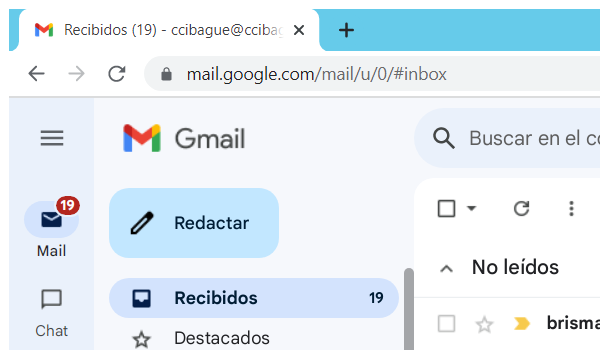 Recibidos (19) - ccibague@ccibag
mail.google.com/mail/u/0/#inbox
Gmail
Buscar en el co
19
Mail
Redactar
No leídos
Recibidos 19
brisma
Chat
Destacados